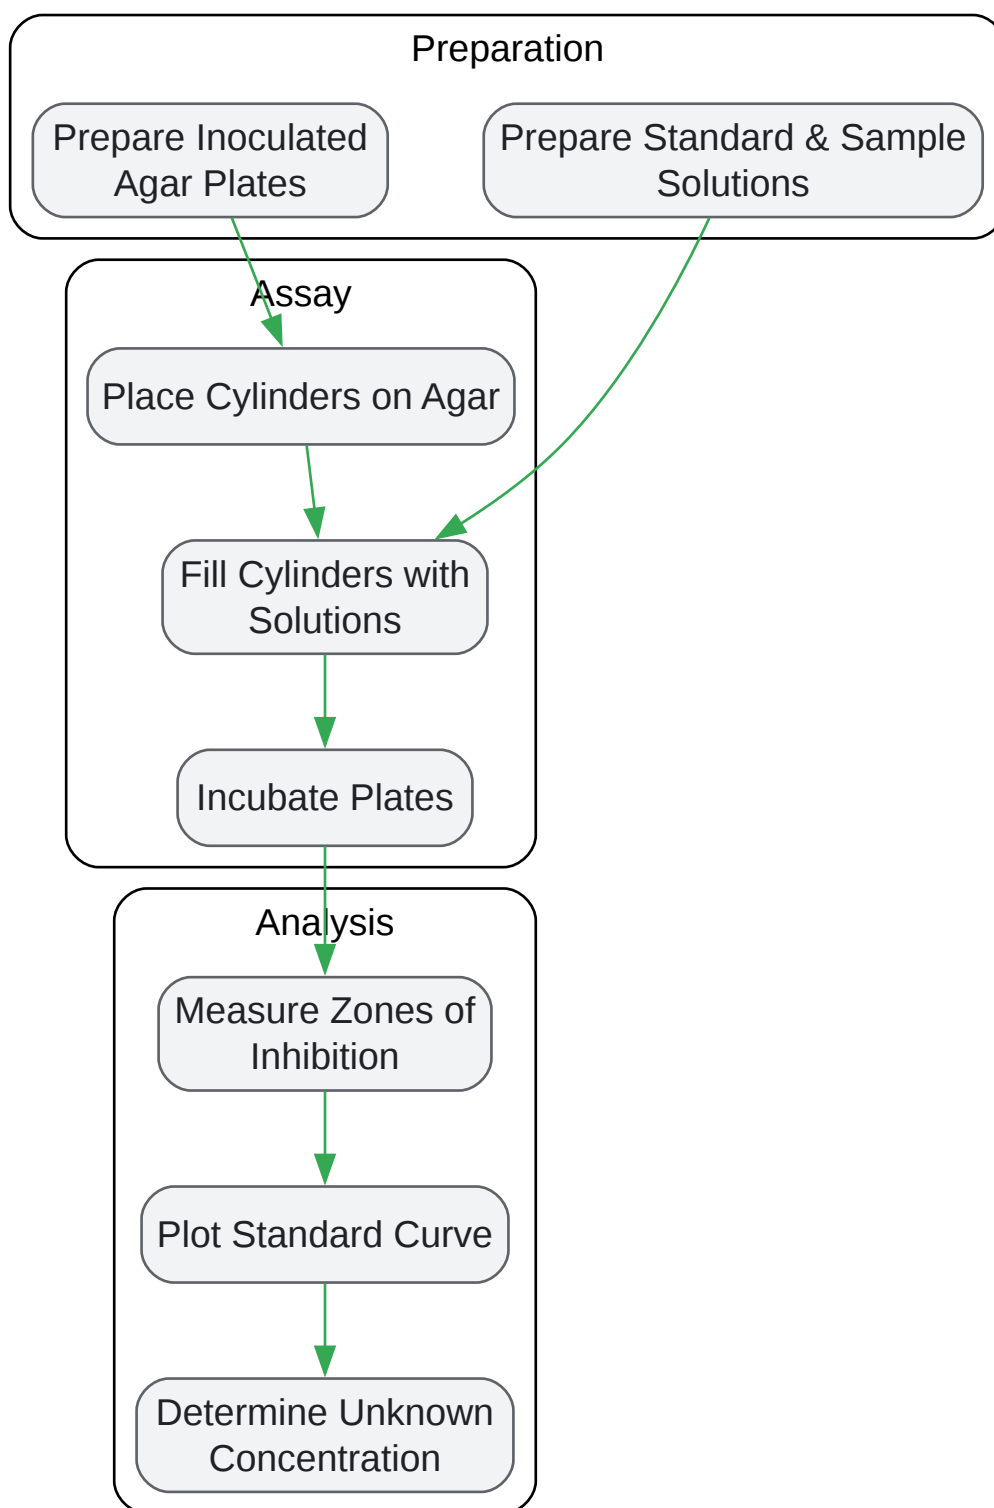 Preparation
Prepare Inoculated
Agar Plates
Prepare Standard & Sample
Solutions
Assay
Place Cylinders on Agar
Fill Cylinders with
Solutions
Incubate Plates
Analysis
Measure Zones of
Inhibition
Plot Standard Curve
Determine Unknown
Concentration